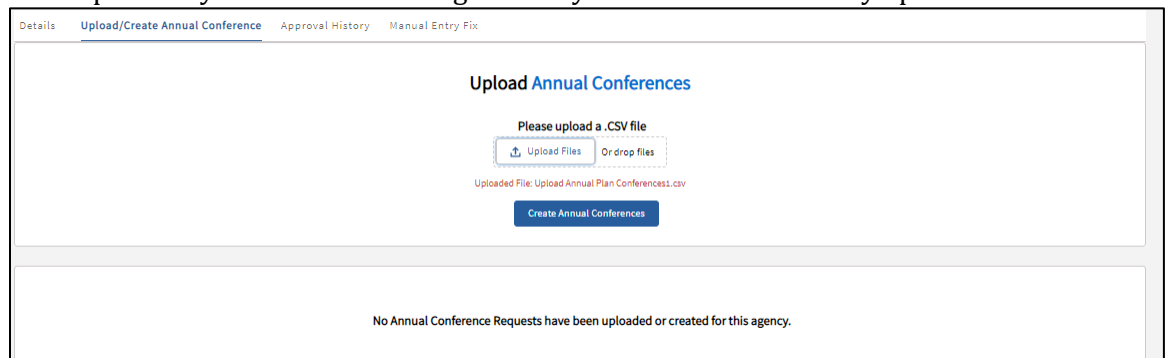 Details Upload/Create Annual Conference Approval History Manual Entry Fix
Upload Annual Conferences
Please upload a .CSV file
Upload Files Or drop files
Uploaded File: Upload Annual Plan Conferences1.csv
Create Annual Conferences
No Annual Conference Requests have been uploaded or created for this agency.